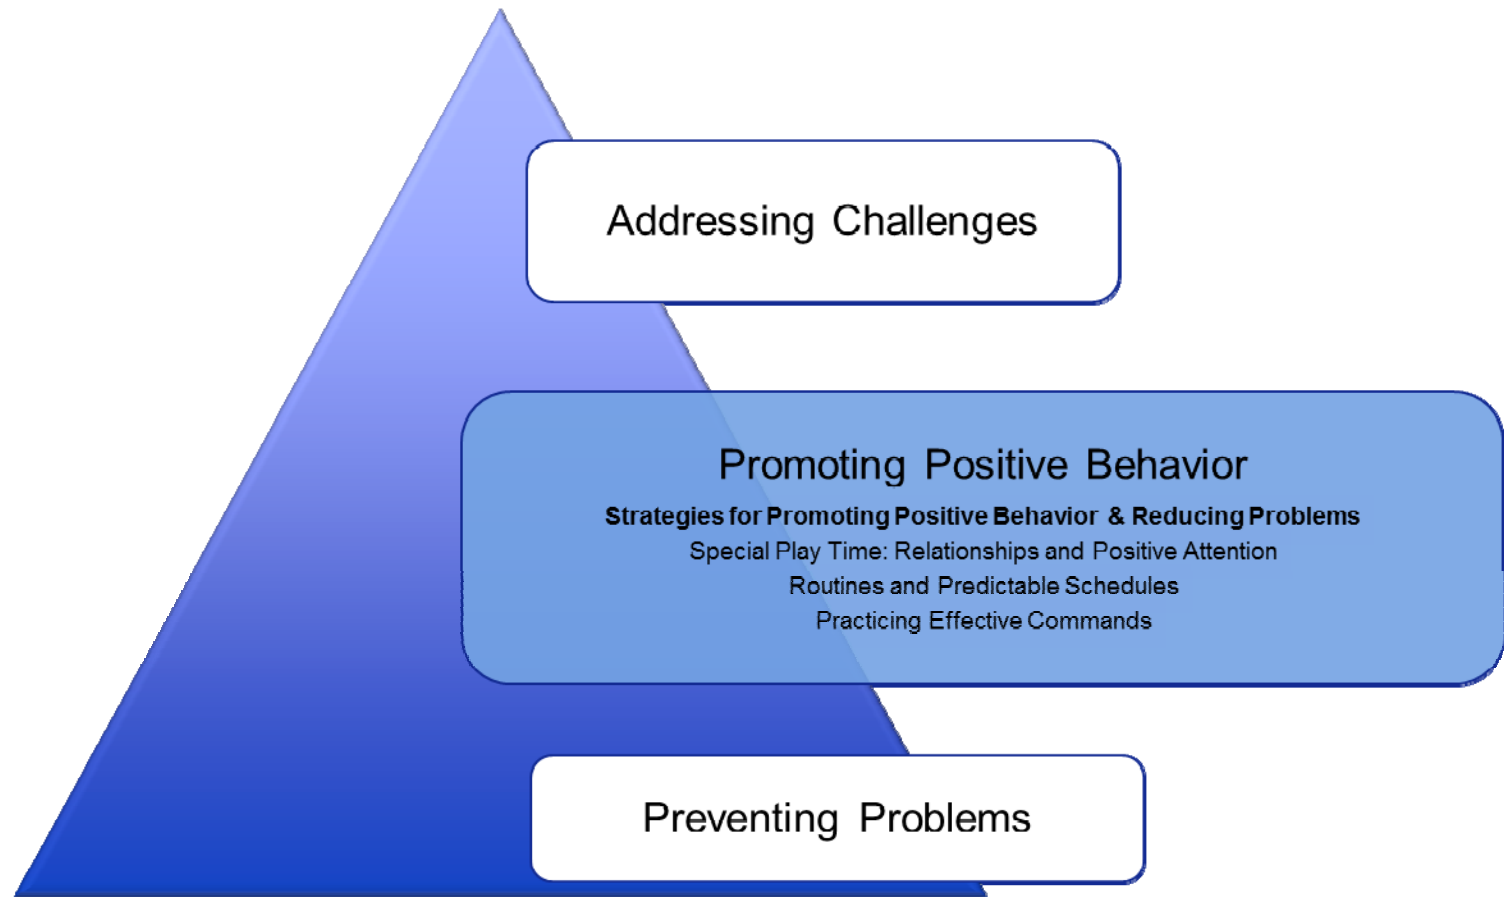 Addressing Challenges
Promoting Positive Behavior
Strategies for Promoting Positive Behavior & Reducing Problems
Special Play Time: Relationships and Positive Attention
Routines and Predictable Schedules
Practicing Effective Commands
Preventing Problems